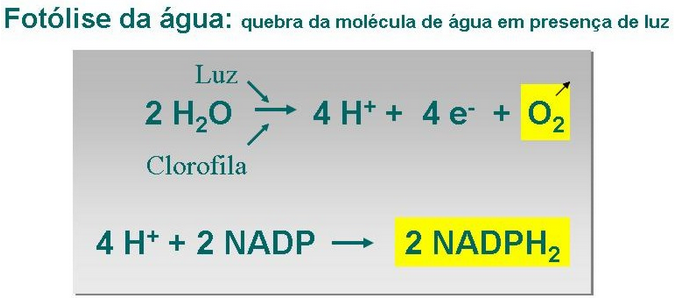 Fotólise da água: quebra da molécula de água em presença de luz
Luz
2 H₂O → 4 H⁺ + 4 e⁻ + O₂
Clorofila
4 H⁺ + 2 NADP → 2 NADPH₂